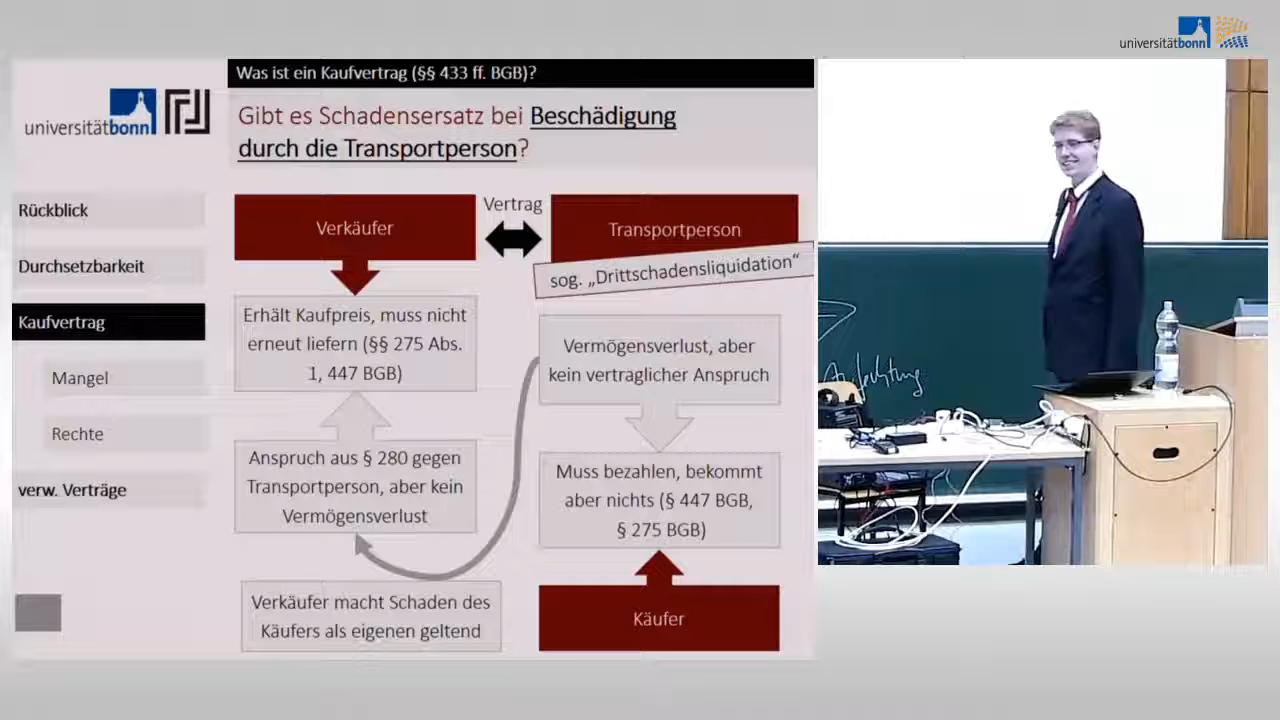 universitätbonn
Was ist ein Kaufvertrag (§§ 433 ff. BGB)?
universitätbonn
Gibt es Schadensersatz bei Beschädigung
durch die Transportperson?
Rückblick
Durchsetzbarkeit
Kaufvertrag
Mangel
Rechte
verw. Verträge
Verkäufer
Vertrag
Transportperson
sog. „Drittschadensliquidation“
Erhält Kaufpreis, muss nicht
erneut liefern (§§ 275 Abs.
1, 447 BGB)
Vermögensverlust, aber
kein vertraglicher Anspruch
Anspruch aus § 280 gegen
Transportperson, aber kein
Vermögensverlust
Muss bezahlen, bekommt
aber nichts (§ 447 BGB,
§ 275 BGB)
Verkäufer macht Schaden des
Käufers als eigenen geltend
Käufer
Anfechtung